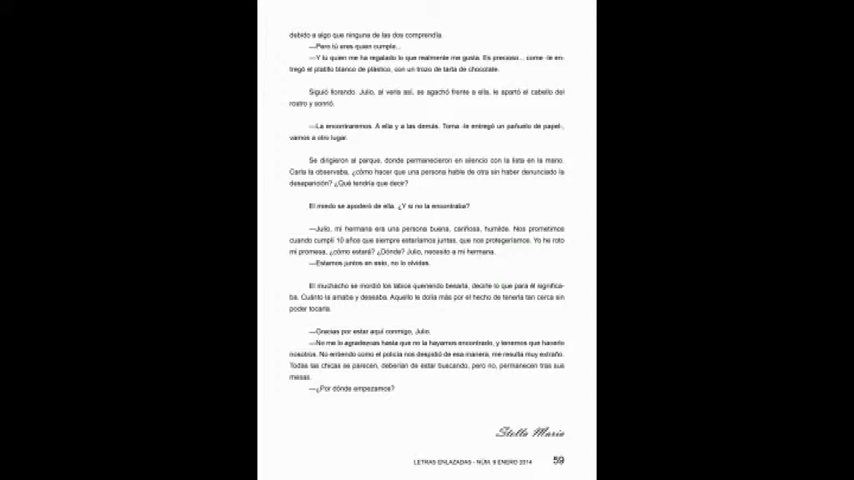 debido a algo que ninguna de las dos comprendía.
—Pero tú eres quien cumple...
—Y tú quien me ha regalado lo que realmente me gusta. Es precioso... come -le en-
tregó el platillo blanco de plástico, con un trozo de tarta de chocolate.
Siguió llorando. Julio, al verla así, se agachó frente a ella, le apartó el cabello del
rostro y sonrió.
—La encontraremos. A ella y a las demás. Toma -le entregó un pañuelo de papel-,
vamos a otro lugar.
Se dirigieron al parque, donde permanecieron en silencio con la lista en la mano.
Carla la observaba, ¿cómo hacer que una persona hable de otra sin haber denunciado la
desaparición? ¿Qué tendría que decir?
El miedo se apoderó de ella. ¿Y si no la encontraba?
—Julio, mi hermana era una persona buena, cariñosa, humilde. Nos prometimos
cuando cumplí 10 años que siempre estaríamos juntas, que nos protegeríamos. Yo he roto
mi promesa, ¿cómo estará? ¿Dónde? Julio, necesito a mi hermana.
—Estamos juntos en esto, no lo olvides.
El muchacho se mordió los labios queriendo besarla, decirle lo que para él significa-
ba. Cuánto la amaba y deseaba. Aquello le dolía más por el hecho de tenerla tan cerca sin
poder tocarla.
—Gracias por estar aquí conmigo, Julio.
—No me lo agradezcas hasta que no la hayamos encontrado, y tenemos que hacerlo
nosotros. No entiendo como el policía nos despidió de esa manera, me resulta muy extraño.
Todas las chicas se parecen, deberían de estar buscando, pero no, permanecen tras sus
mesas.
—¿Por dónde empezamos?
Stella Maris
LETRAS ENLAZADAS - NÚM. 9 ENERO 2014 59